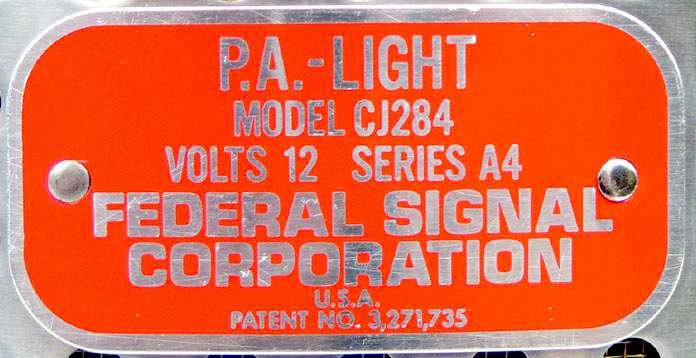 P.A.-LIGHT
MODEL CJ284
VOLTS 12 SERIES A4
FEDERAL SIGNAL
CORPORATION
U.S.A.
PATENT NO. 3,271,735